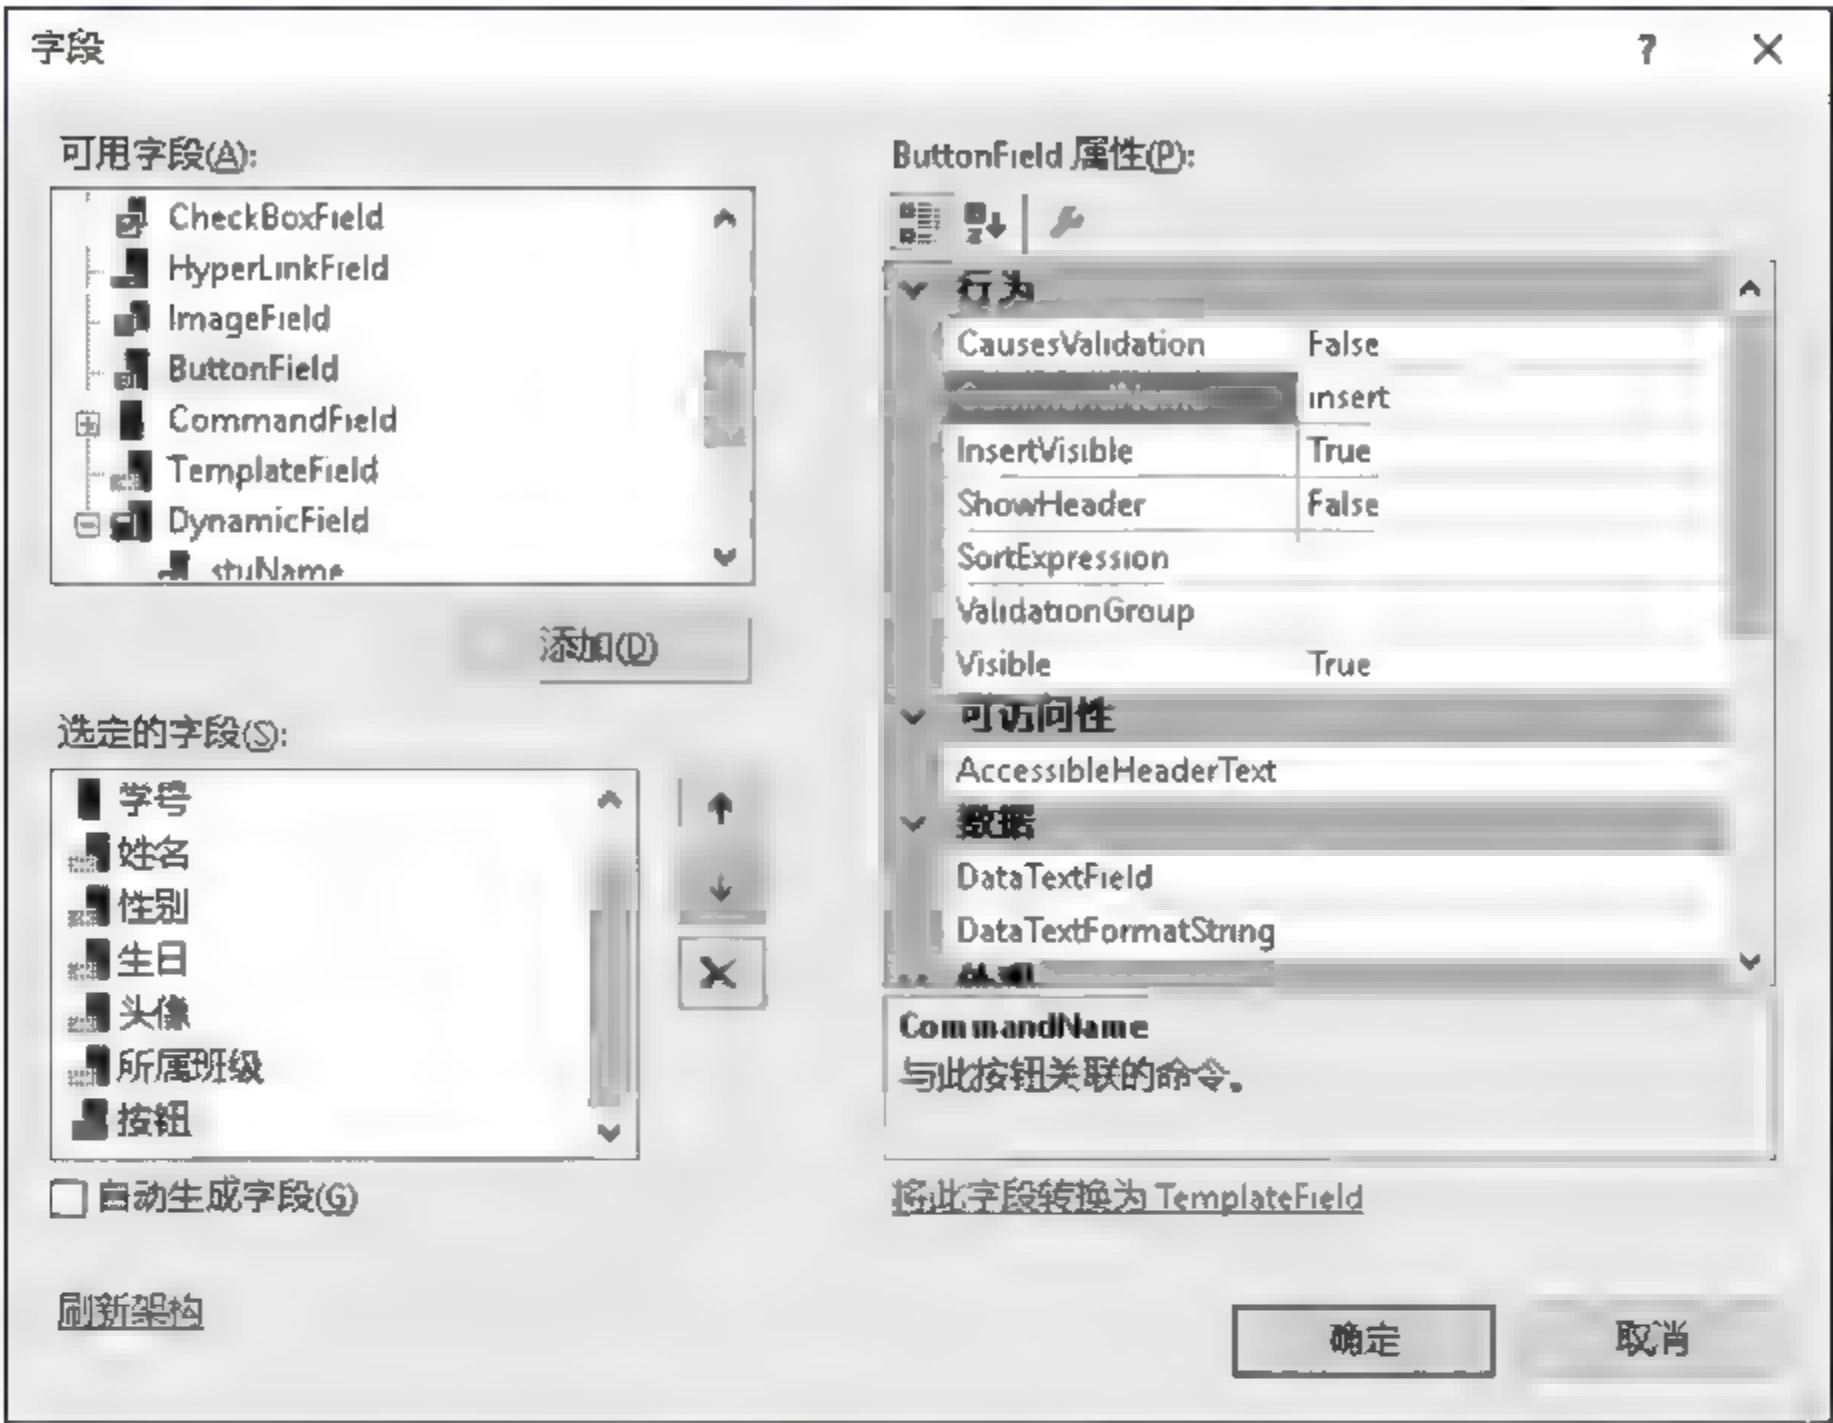 字段
?
可用字段(A):
CheckBoxField
HyperLinkField
ImageField
ButtonField
CommandField
TemplateField
DynamicField
stuName
添加(D)
选定的字段(S):
学号
姓名
性别
生日
头像
所属班级
按钮
自动生成字段(G)
刷新架构
ButtonField 属性(P):
行为
CausesValidation False
insert
InsertVisible True
ShowHeader False
SortExpression
ValidationGroup
Visible True
可访问性
AccessibleHeaderText
数据
DataTextField
DataTextFormatString
CommandName
与此按钮关联的命令。
将此字段转换为 TemplateField
确定 取消